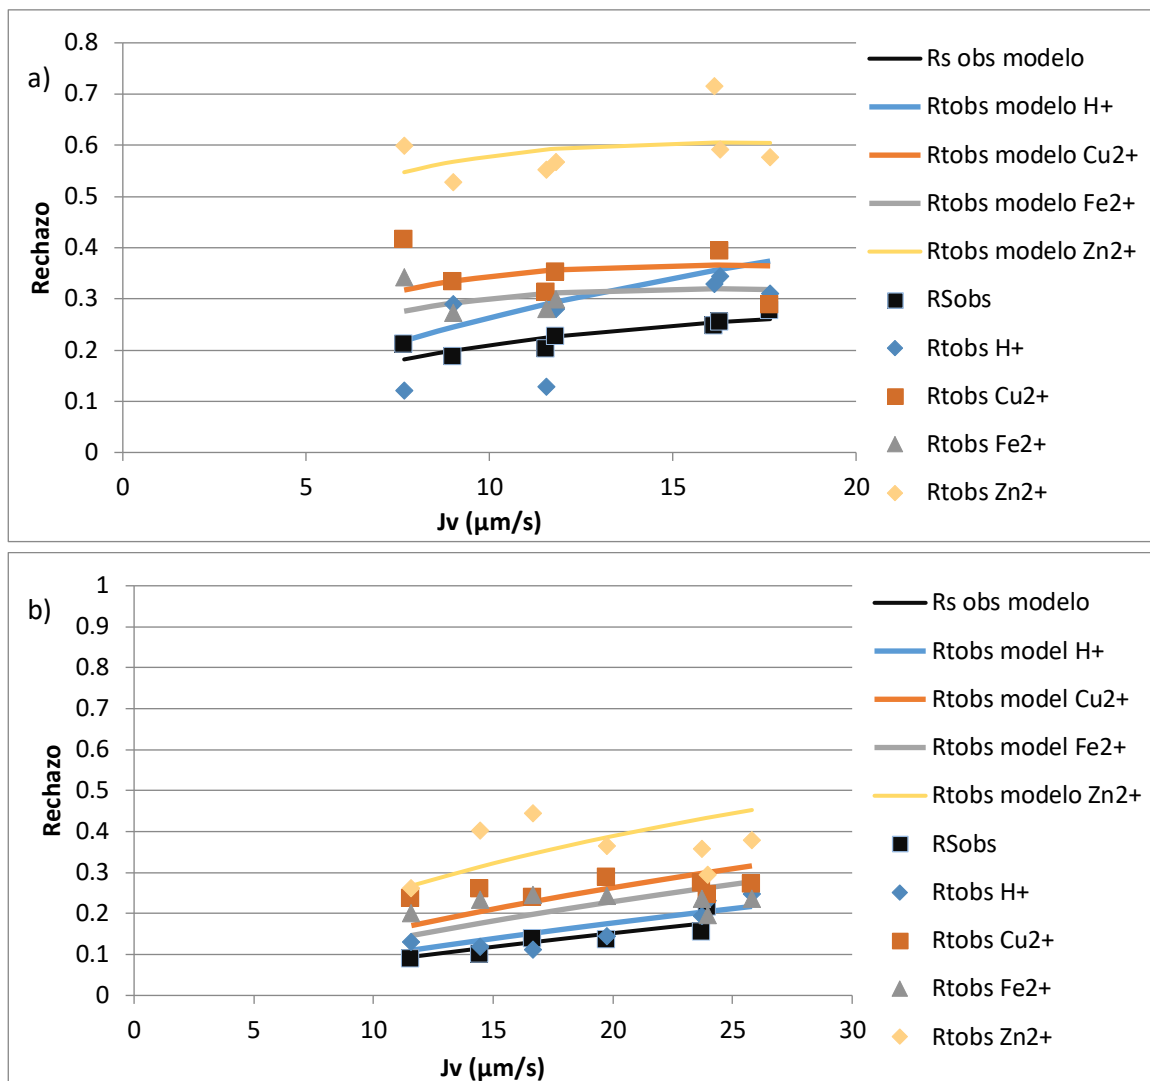 a)
0.8
0.7
0.6
0.5
0.4
0.3
0.2
0.1
0
Rechazo
0 5 10 15 20
Jv (µm/s)
Rs obs modelo
Rtobs modelo H+
Rtobs modelo Cu2+
Rtobs modelo Fe2+
Rtobs modelo Zn2+
RSobs
Rtobs H+
Rtobs Cu2+
Rtobs Fe2+
Rtobs Zn2+
b)
1
0.9
0.8
0.7
0.6
0.5
0.4
0.3
0.2
0.1
0
Rechazo
0 5 10 15 20 25 30
Jv (µm/s)
Rs obs modelo
Rtobs model H+
Rtobs model Cu2+
Rtobs model Fe2+
Rtobs modelo Zn2+
RSobs
Rtobs H+
Rtobs Cu2+
Rtobs Fe2+
Rtobs Zn2+